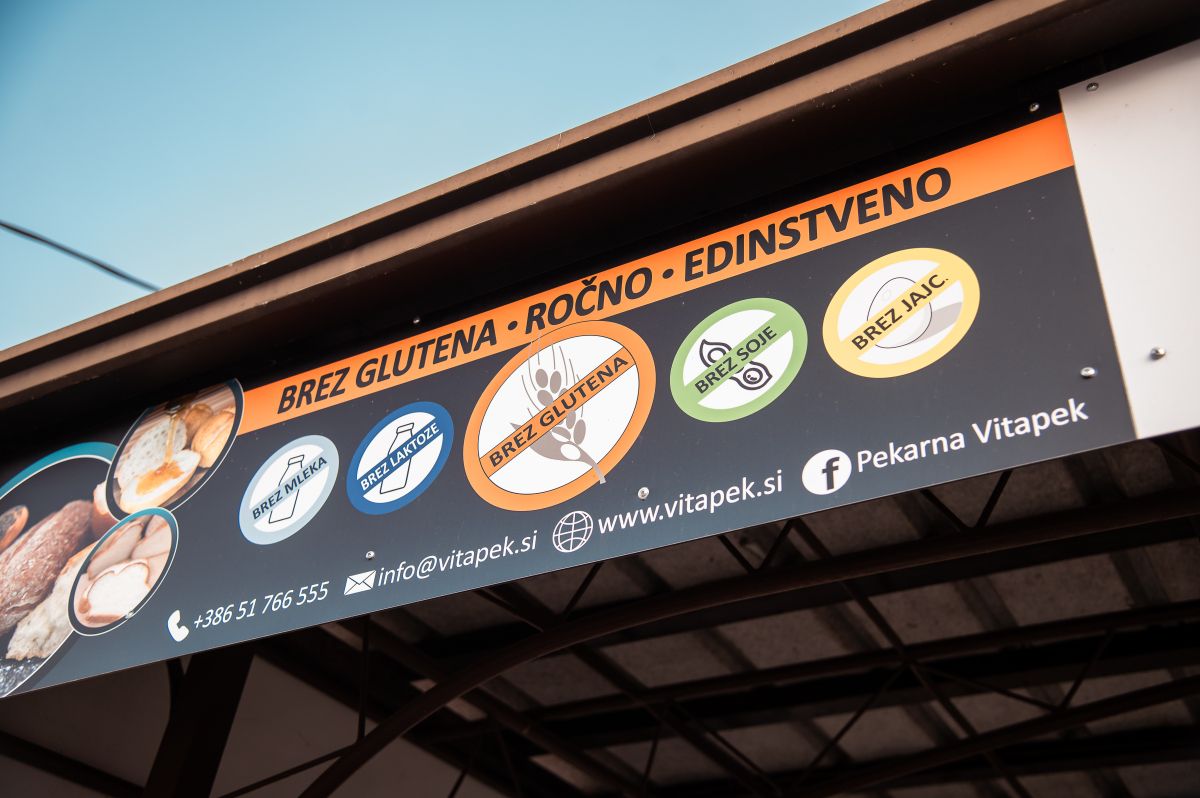 BREZ GLUTENA • ROČNO • EDINSTVENO
BREZ MLEKA
BREZ LAKTOZE
BREZ GLUTENA
BREZ SOJE
BREZ JAJC.
+386 51 766 555
info@vitapek.si
www.vitapek.si
Pekarna Vitapek